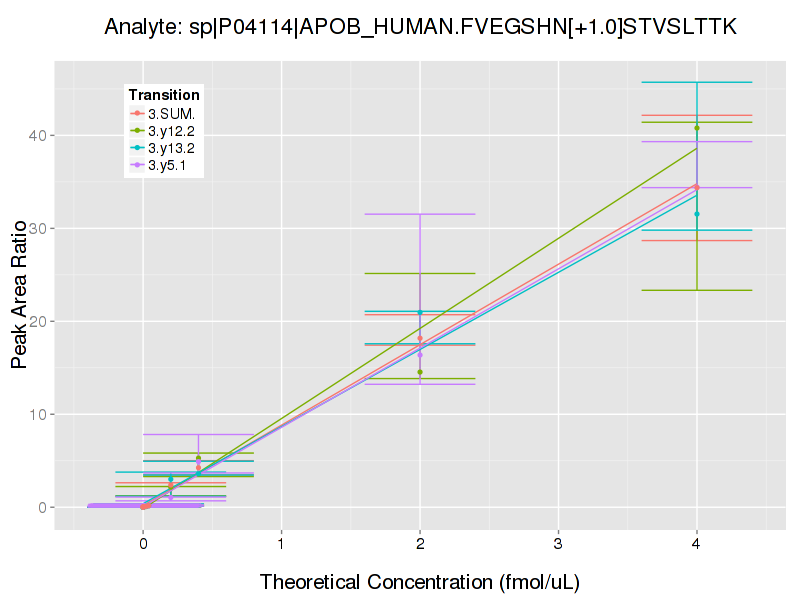 Analyte: sp|P04114|APOB_HUMAN.FVEGSHN[+1.0]STVSLTTK
Transition
3.SUM.
3.y12.2
3.y13.2
3.y5.1
Peak Area Ratio
40
30
20
10
0
0 1 2 3 4
Theoretical Concentration (fmol/uL)